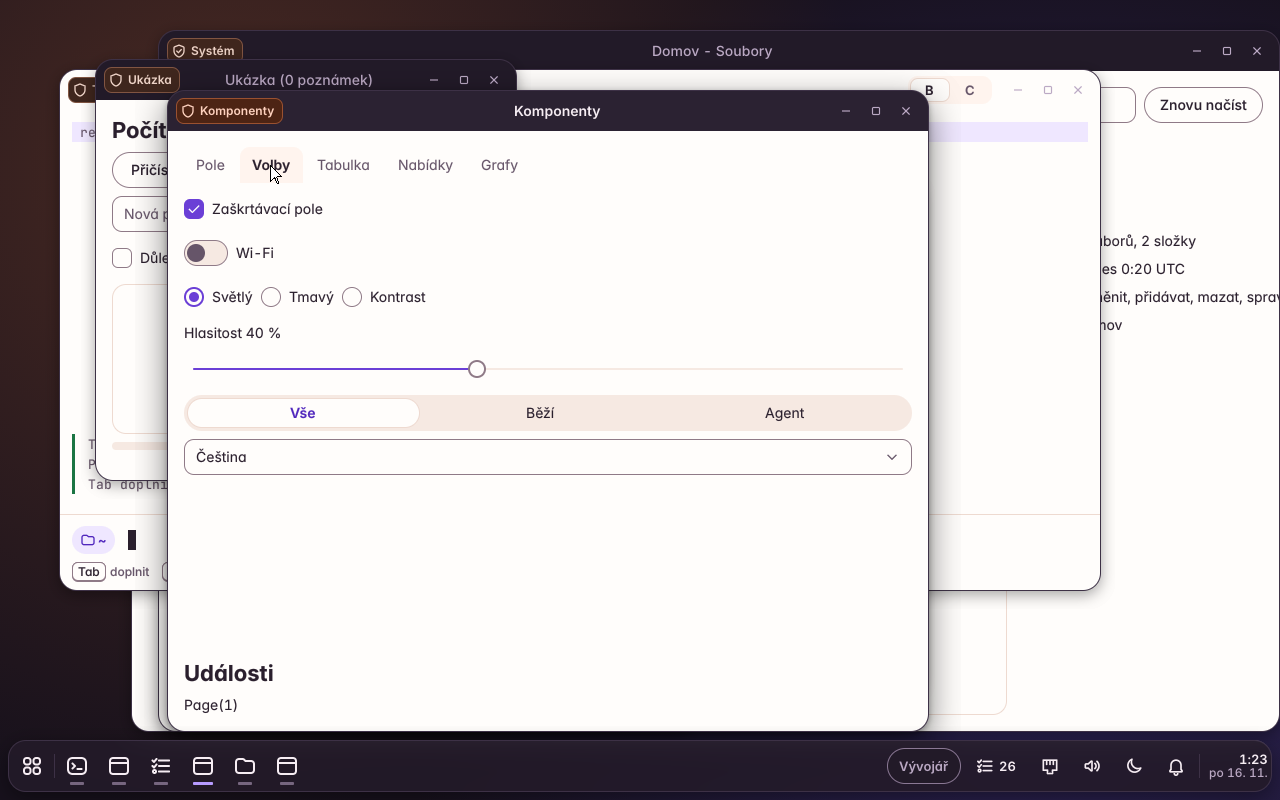 Systém
Domov - Soubory
Ukázka
Ukázka (0 poznámek)
B
C
Znovu načíst
Komponenty
Komponenty
Počít
Přičís
Nová p
Důle
Pole
Volby
Tabulka
Nabídky
Grafy
Zaškrtávací pole
Wi-Fi
Světlý
Tmavý
Kontrast
Hlasitost 40 %
Vše
Běží
Agent
Čeština
Události
Page(1)
borů, 2 složky
es 0:20 UTC
ěnit, přidávat, mazat, sprav
nov
Tab doplni
~
Tab doplnit
Vývojář
26
1:23
po 16. 11.